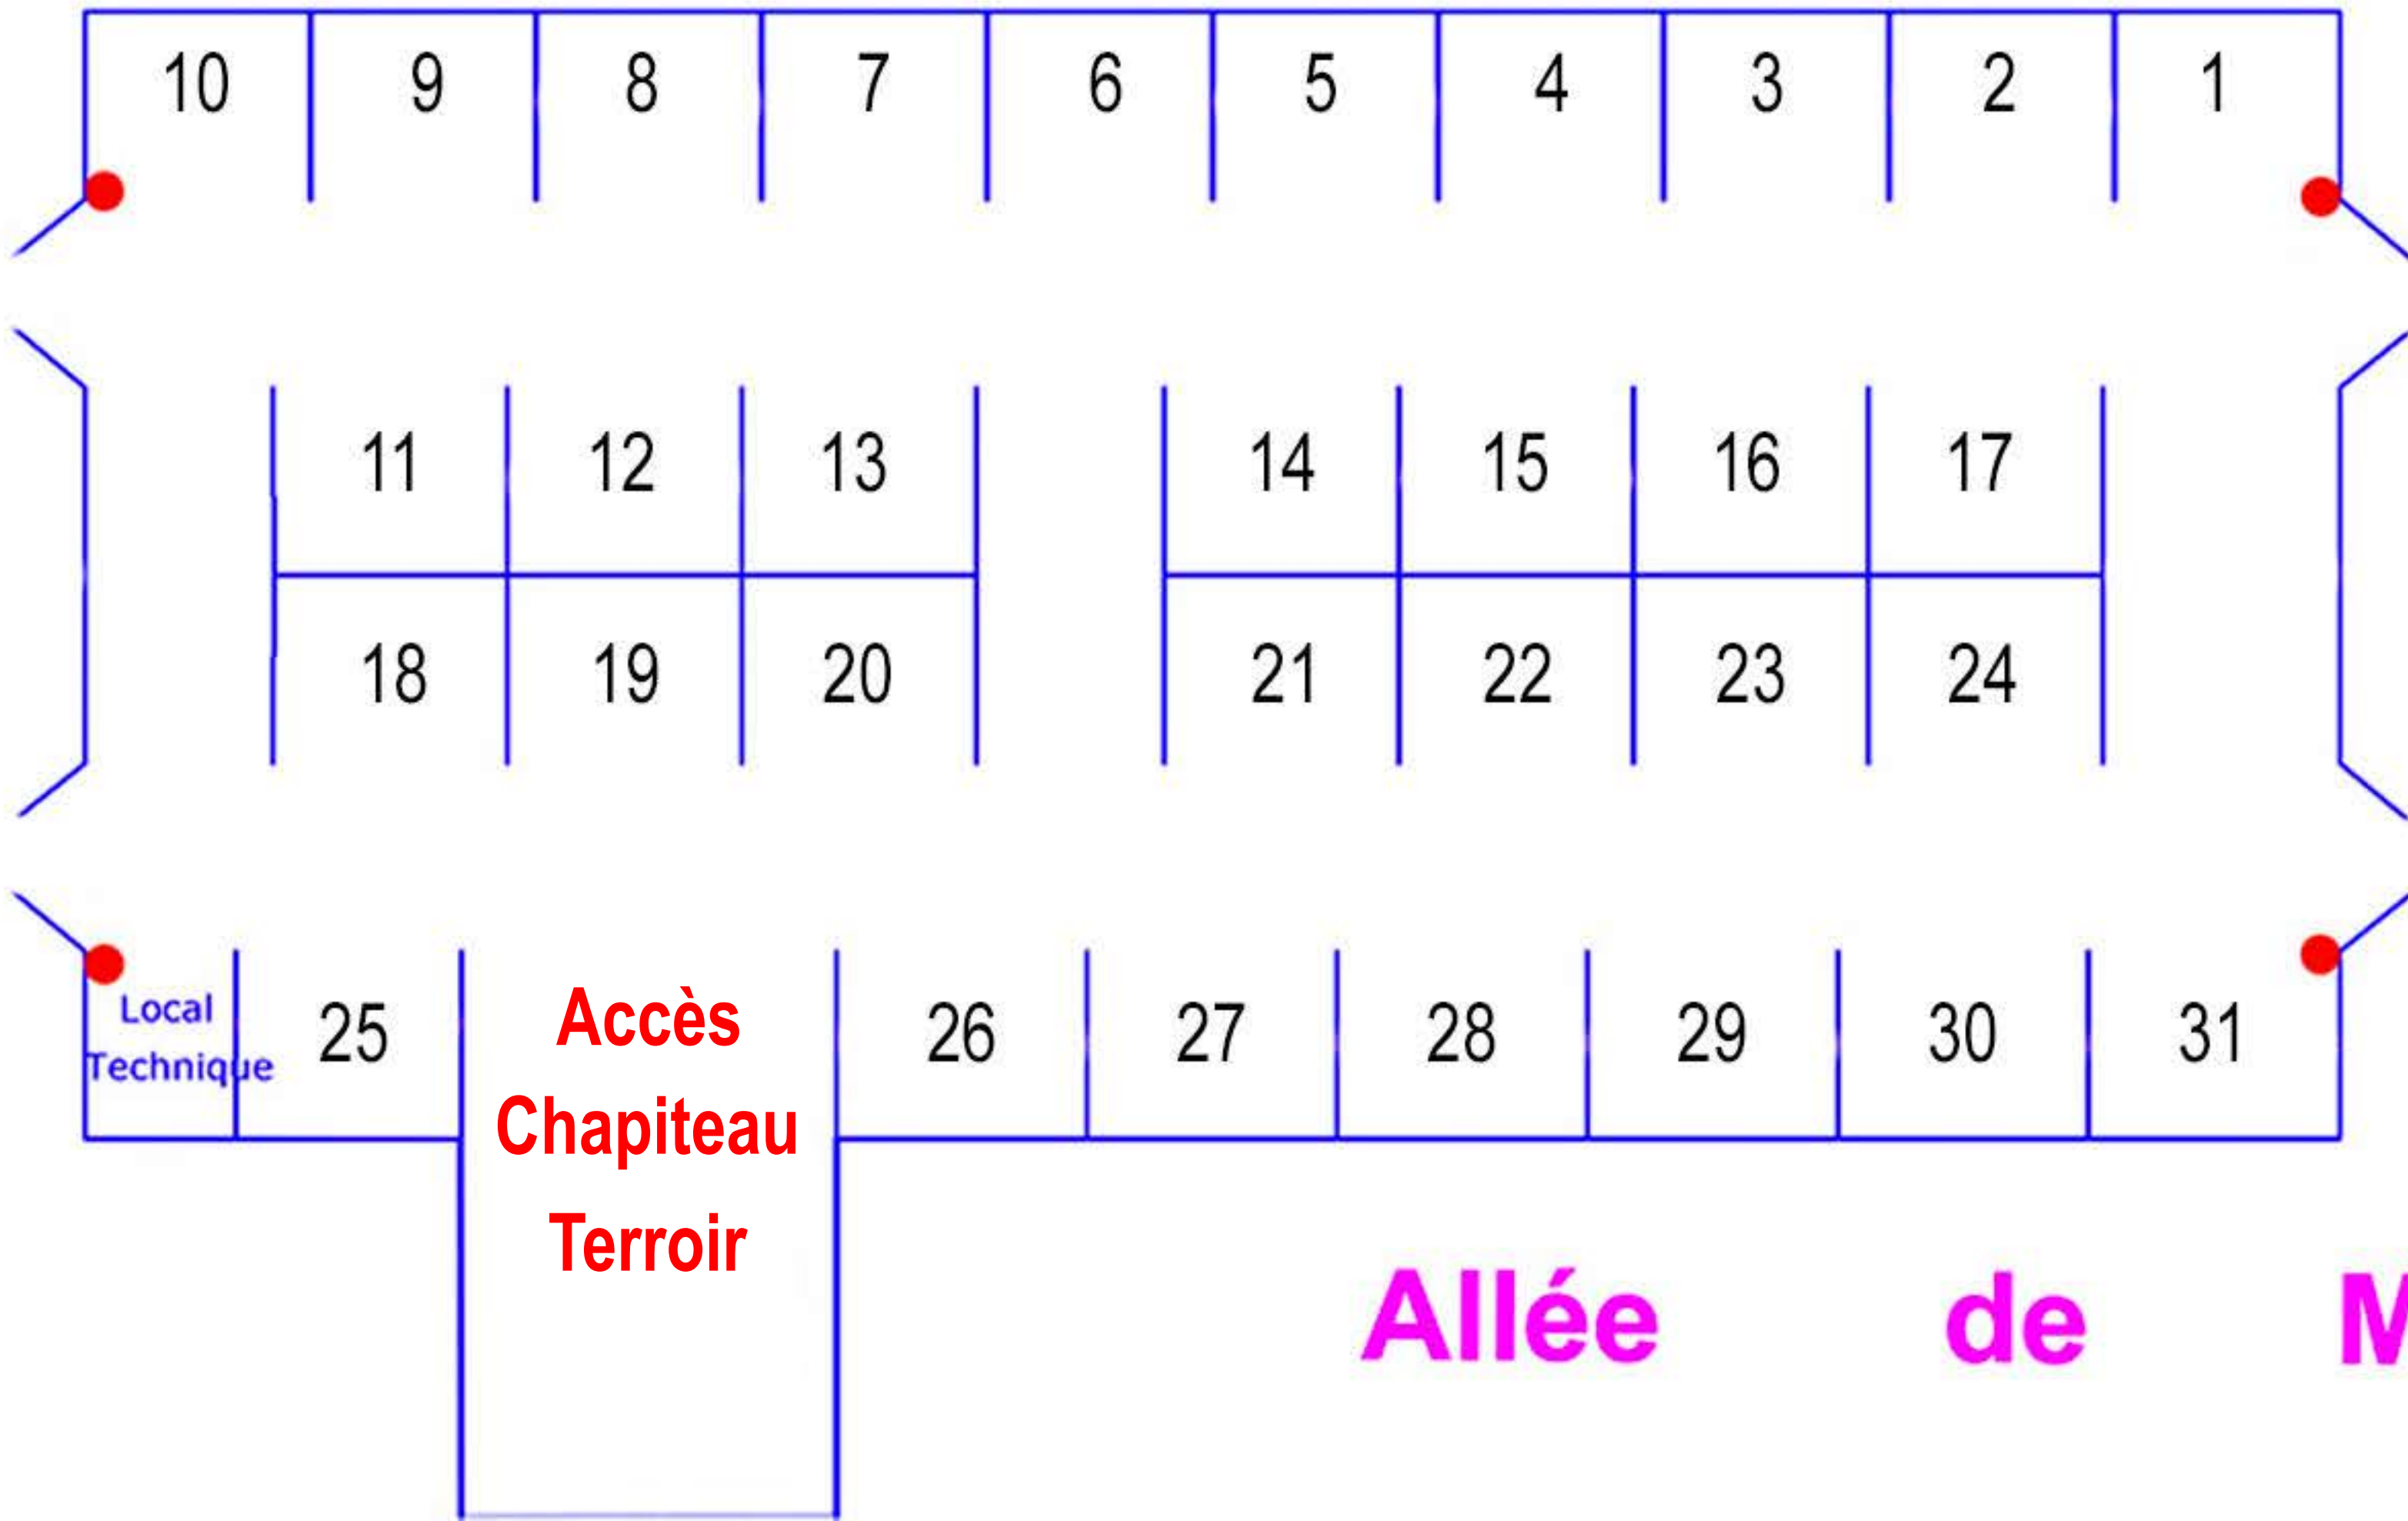 10 9 8 7 6 5 4 3 2 1
11 12 13 14 15 16 17
18 19 20 21 22 23 24
Local
Technique
25
Accès
Chapiteau
Terroir
26 27 28 29 30 31
Allée de M